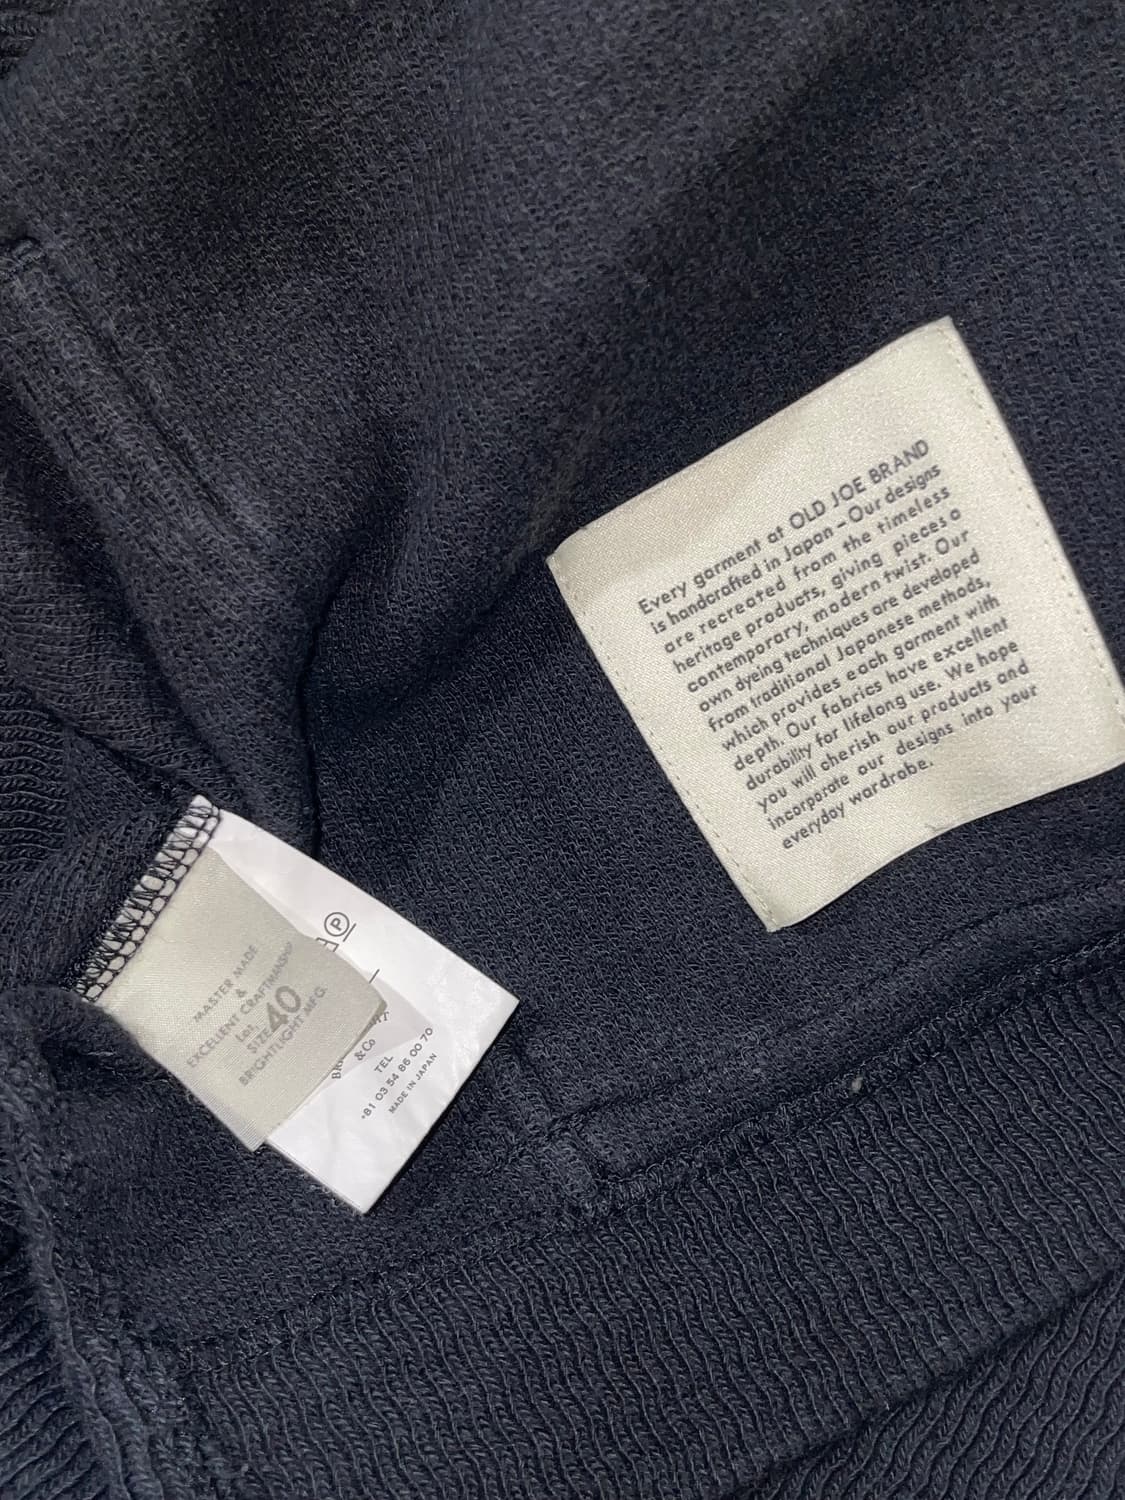 Every garment at OLD JOE BRAND
is handcrafted in Japan – Our designs
are recreated from the timeless
heritage products, giving pieces a
contemporary, modern twist. Our
own dyeing techniques are developed
from traditional Japanese methods,
which provides each garment with
depth. Our fabrics have excellent
durability for lifelong use. We hope
you will cherish our products and
incorporate our designs into your
everyday wardrobe.
MASTER MADE
&
EXCELLENT CRAFTMANSHIP
Lot.
SIZE 40
BRIGHTLIGHT MFG.
P
& Co
TEL
+81 03 54 86 00 70
MADE IN JAPAN